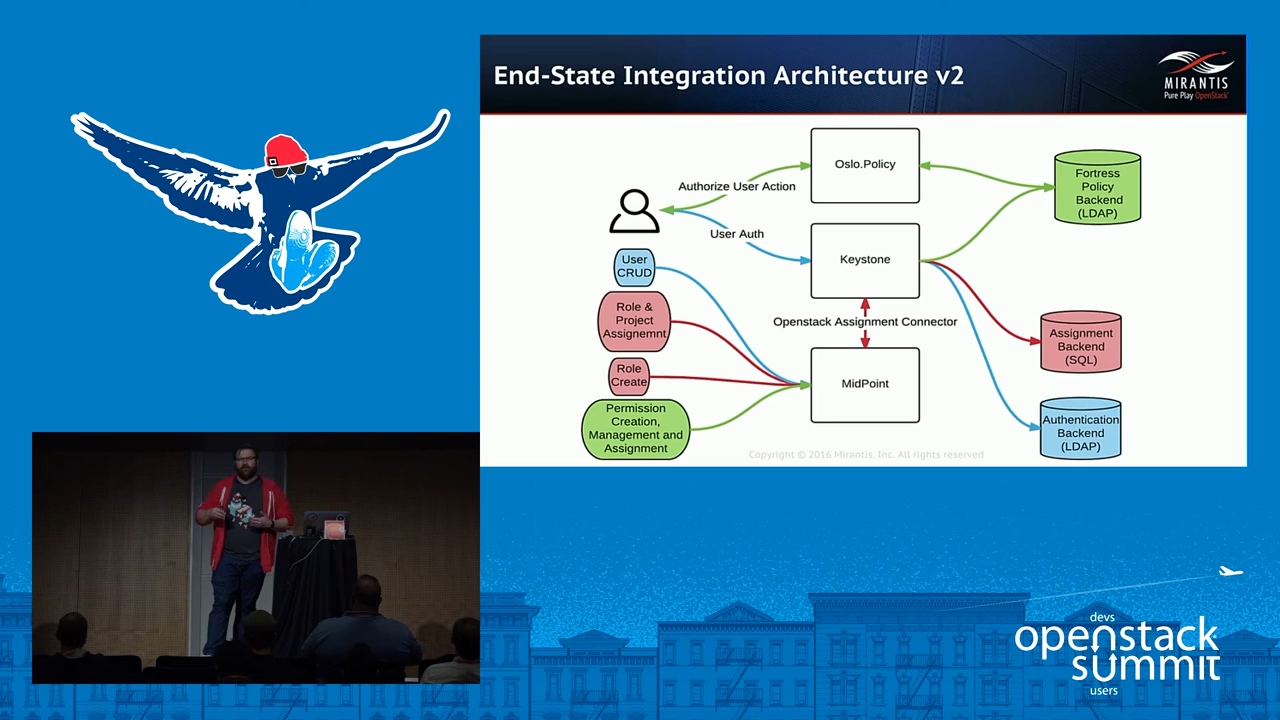 End-State Integration Architecture v2
MIRANTIS
Pure Play OpenStack
Oslo.Policy
Authorize User Action
Fortress
Policy
Backend
(LDAP)
User Auth
Keystone
User
CRUD
Role &
Project
Assignemnt
Openstack Assignment Connector
Assignment
Backend
(SQL)
Role
Create
MidPoint
Permission
Creation,
Management and
Assignment
Authentication
Backend
(LDAP)
Copyright © 2016 Mirantis, Inc. All rights reserved
devs
openstack
summit
users